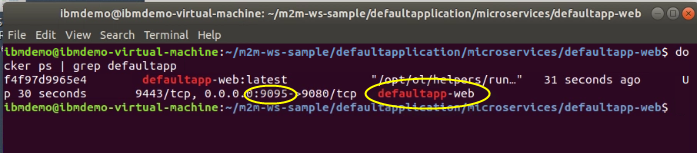 ibmdemo@ibmdemo-virtual-machine: ~/m2m-ws-sample/defaultapplication/microservices/defaultapp-web
File Edit View Search Terminal Help
ibmdemo@ibmdemo-virtual-machine:~/m2m-ws-sample/defaultapplication/microservices/defaultapp-web$ do
cker ps | grep defaultapp
f4f97d9965e4 defaultapp-web:latest "/opt/ol/helpers/run…" 31 seconds ago U
p 30 seconds 9443/tcp, 0.0.0.0:9095->9080/tcp defaultapp-web
ibmdemo@ibmdemo-virtual-machine:~/m2m-ws-sample/defaultapplication/microservices/defaultapp-web$